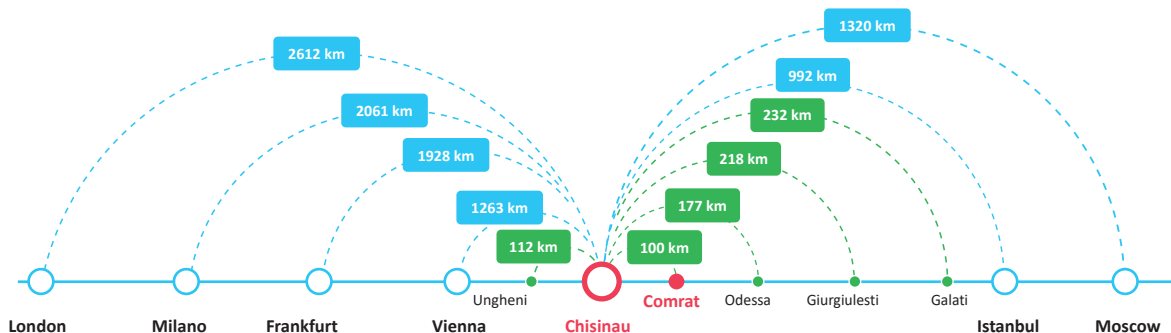 1320 km
2612 km
992 km
2061 km
232 km
1928 km
218 km
1263 km
177 km
112 km
100 km
Ungheni
Comrat
Odessa
Giurgiulesti
Galati
London
Milano
Frankfurt
Vienna
Chisinau
Istanbul
Moscow